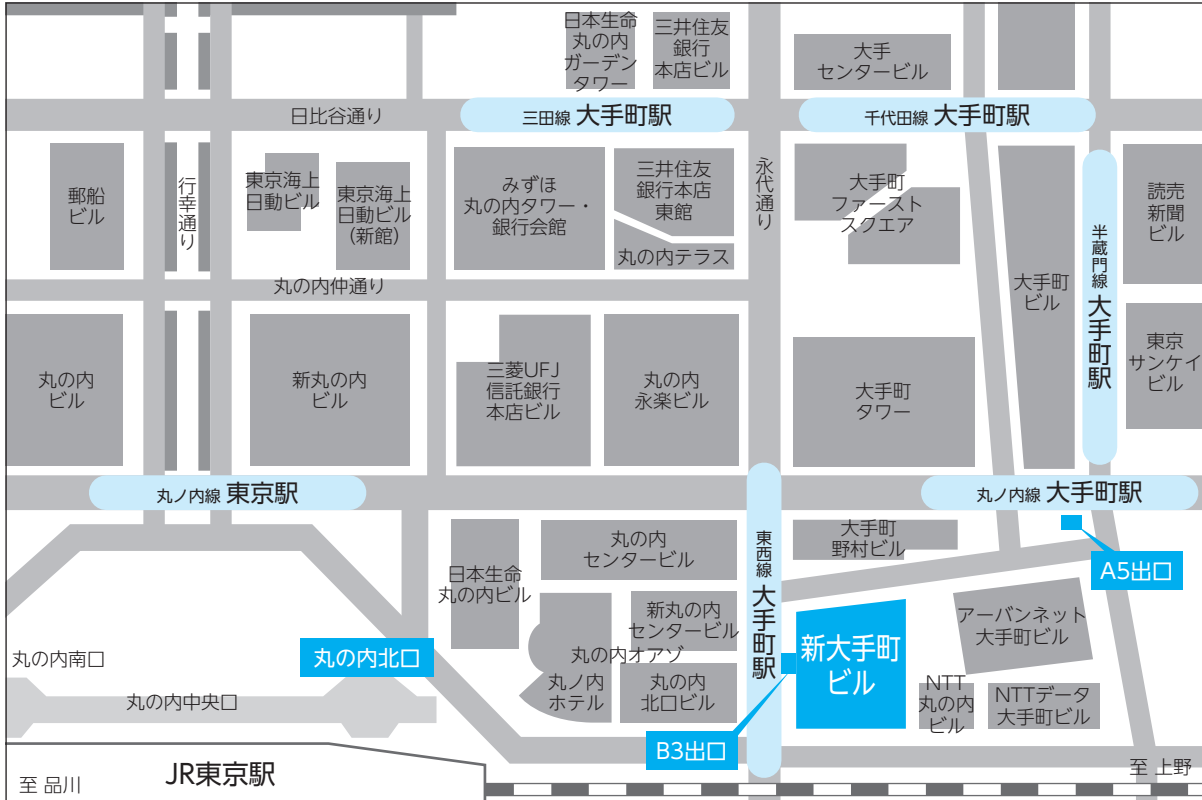 日本生命
丸の内
ガーデン
タワー
三井住友
銀行
本店ビル
大手
センタービル
日比谷通り
三田線 大手町駅
千代田線 大手町駅
郵船
ビル
行幸通り
東京海上
日動ビル
東京海上
日動ビル
(新館)
みずほ
丸の内タワー・
銀行会館
三井住友
銀行本店
東館
丸の内テラス
永代通り
大手町
ファースト
スクエア
大手町
ビル
半蔵門線 大手町駅
読売
新聞
ビル
丸の内仲通り
丸の内
ビル
新丸の内
ビル
三菱UFJ
信託銀行
本店ビル
丸の内
永楽ビル
大手町
タワー
東京
サンケイ
ビル
丸ノ内線 東京駅
丸ノ内線 大手町駅
日本生命
丸の内ビル
丸の内
センタービル
東西線 大手町駅
大手町
野村ビル
A5出口
新丸の内
センタービル
丸の内オアゾ
丸ノ内
ホテル
丸の内
北口ビル
新大手町
ビル
アーバンネット
大手町ビル
NTT
丸の内
ビル
NTTデータ
大手町ビル
丸の内南口
丸の内北口
丸の内中央口
B3出口
JR東京駅
至 品川
至 上野